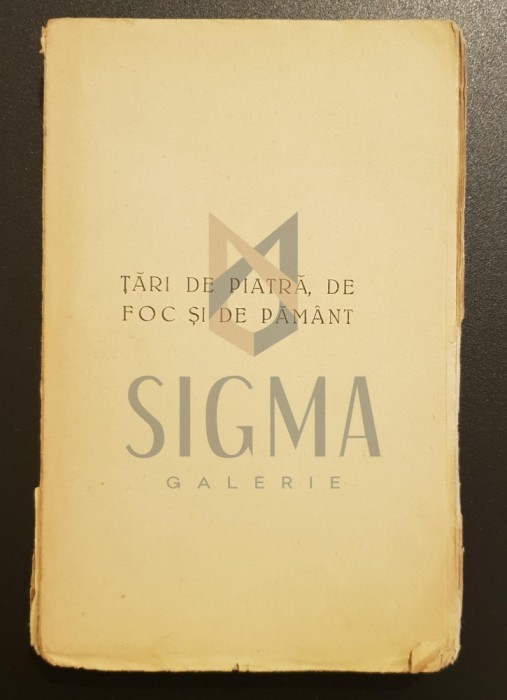 ȚĂRI DE PIATRĂ, DE
FOC ȘI DE PĂMÂNT
SIGMA
GALERIE